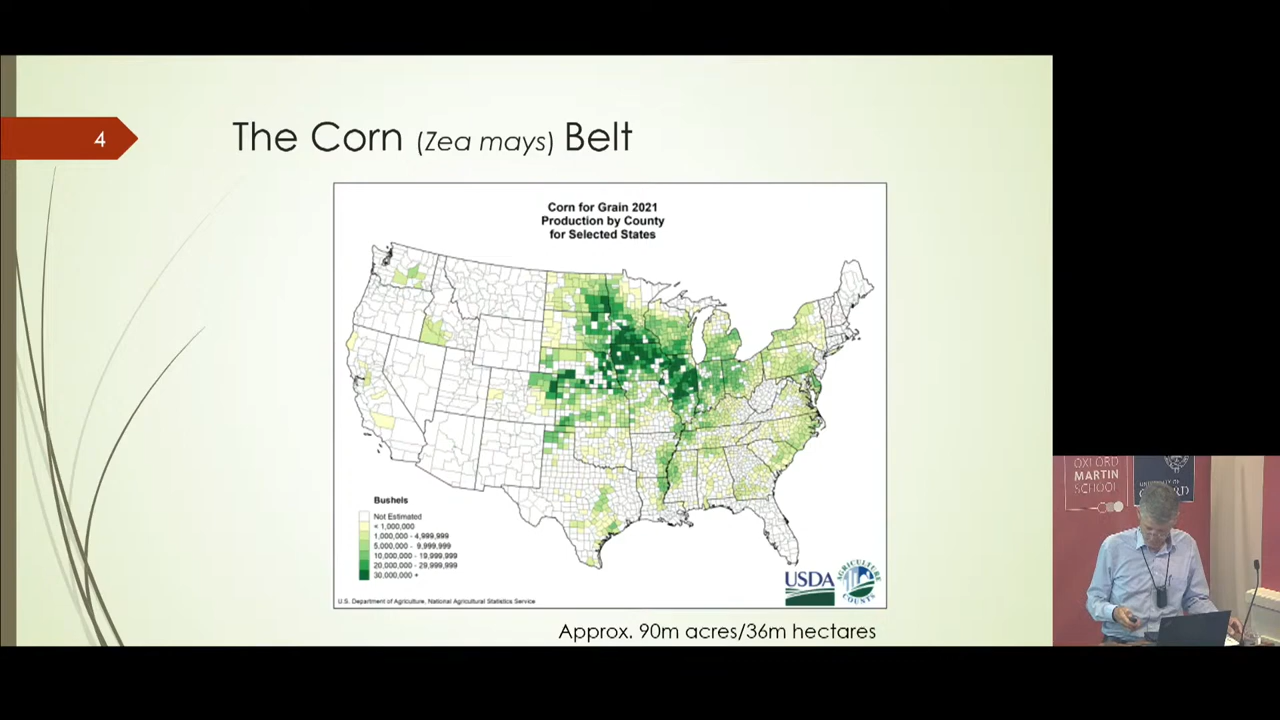 4
The Corn (Zea mays) Belt
Corn for Grain 2021
Production by County
for Selected States
Bushels
Not Estimated
< 1,000,000
1,000,000 - 4,999,999
5,000,000 - 9,999,999
10,000,000 - 19,999,999
20,000,000 - 29,999,999
30,000,000 +
U.S. Department of Agriculture, National Agricultural Statistics Service
USDA
AGRICULTURE
COUNTS
Approx. 90m acres/36m hectares
OXFORD
MARTIN
SCHOOL
UNIVERSITY OF